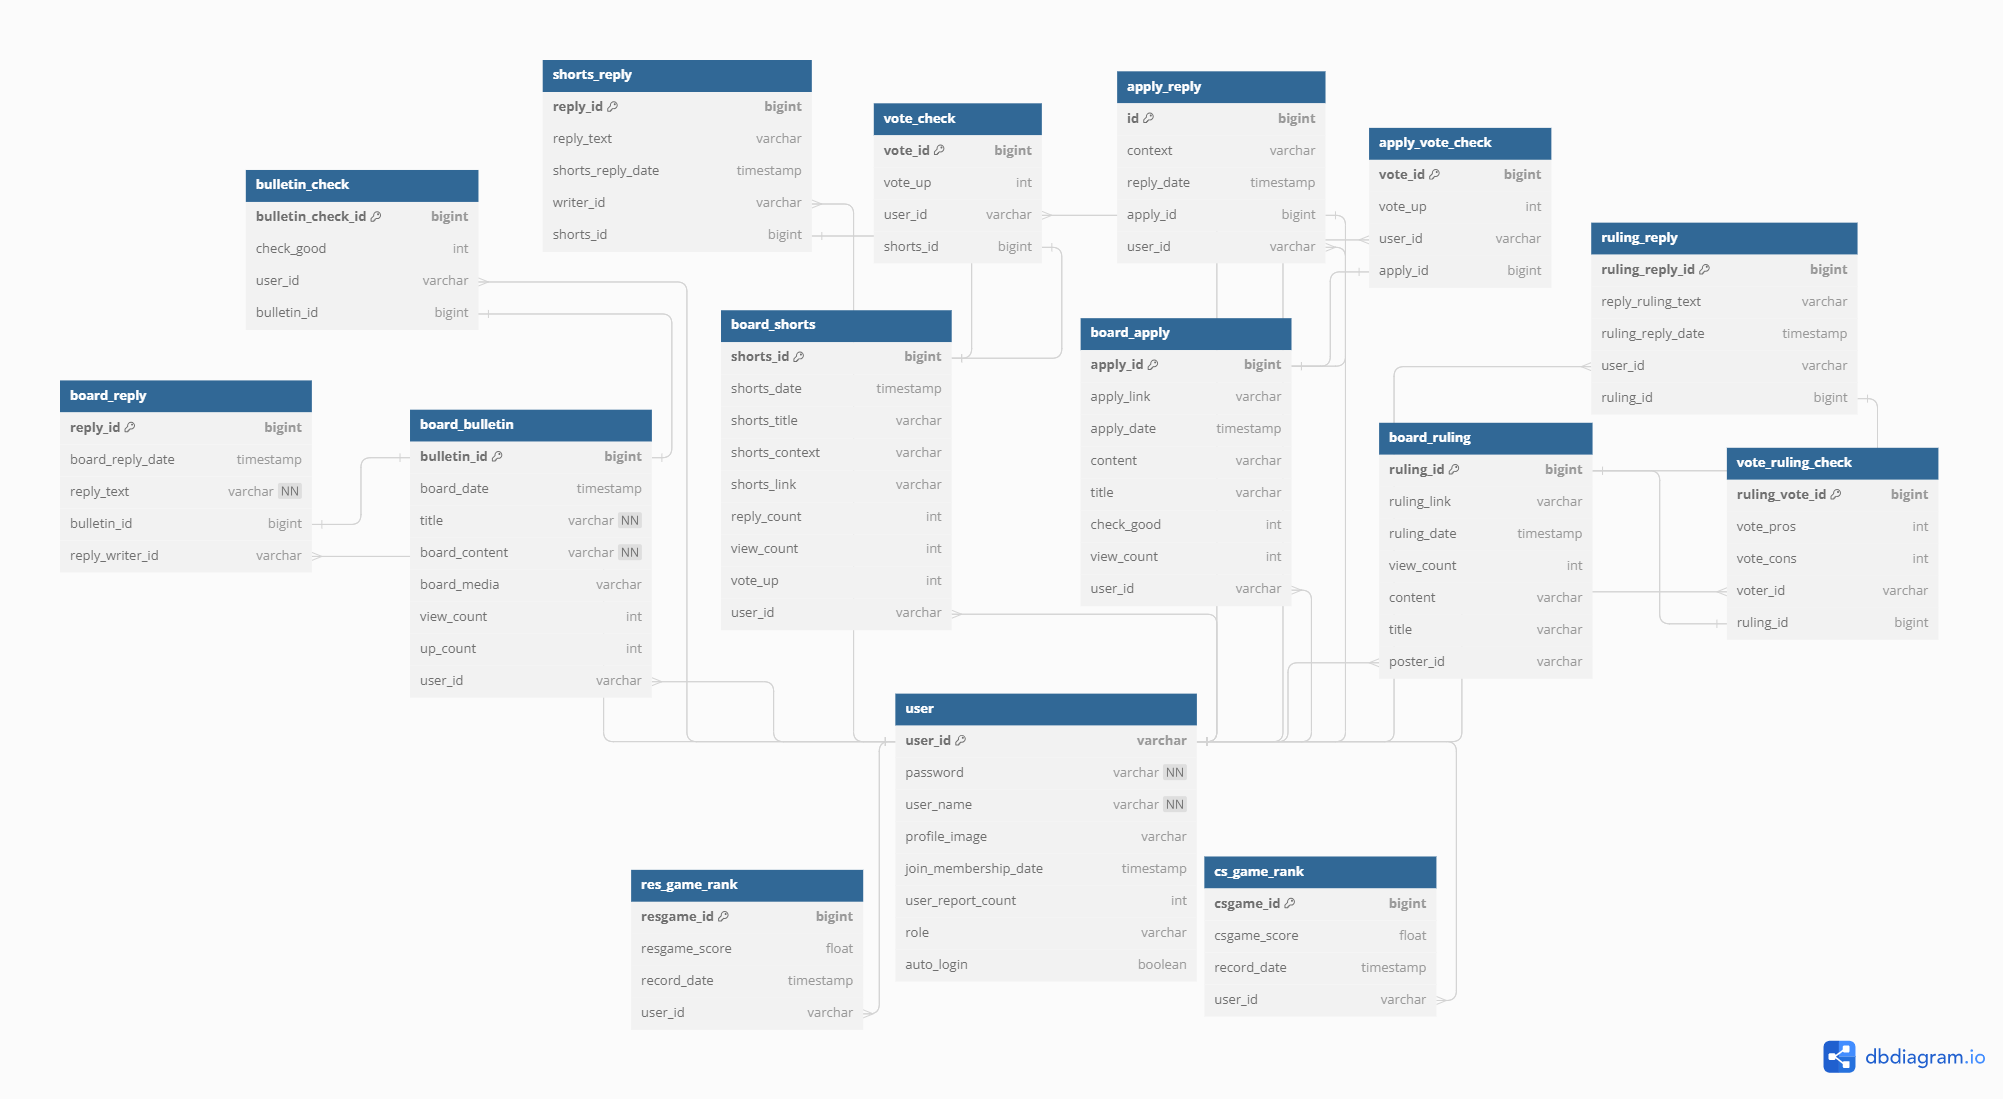 shorts_reply
reply_id bigint
reply_text varchar
shorts_reply_date timestamp
writer_id varchar
shorts_id bigint
apply_reply
id bigint
context varchar
reply_date timestamp
apply_id bigint
user_id varchar
vote_check
vote_id bigint
vote_up int
user_id varchar
shorts_id bigint
apply_vote_check
vote_id bigint
vote_up int
user_id varchar
apply_id bigint
bulletin_check
bulletin_check_id bigint
check_good int
user_id varchar
bulletin_id bigint
ruling_reply
ruling_reply_id bigint
reply_ruling_text varchar
ruling_reply_date timestamp
user_id varchar
ruling_id bigint
board_shorts
shorts_id bigint
shorts_date timestamp
shorts_title varchar
shorts_context varchar
shorts_link varchar
reply_count int
view_count int
vote_up int
user_id varchar
board_apply
apply_id bigint
apply_link varchar
apply_date timestamp
content varchar
title varchar
check_good int
view_count int
user_id varchar
board_reply
reply_id bigint
board_reply_date timestamp
reply_text varchar NN
bulletin_id bigint
reply_writer_id varchar
board_bulletin
bulletin_id bigint
board_date timestamp
title varchar NN
board_content varchar NN
board_media varchar
view_count int
up_count int
user_id varchar
board_ruling
ruling_id bigint
ruling_link varchar
ruling_date timestamp
view_count int
content varchar
title varchar
poster_id varchar
vote_ruling_check
ruling_vote_id bigint
vote_pros int
vote_cons int
voter_id varchar
ruling_id bigint
user
user_id varchar
password varchar NN
user_name varchar NN
profile_image varchar
join_membership_date timestamp
user_report_count int
role varchar
auto_login boolean
res_game_rank
resgame_id bigint
resgame_score float
record_date timestamp
user_id varchar
cs_game_rank
csgame_id bigint
csgame_score float
record_date timestamp
user_id varchar
dbdiagram.io